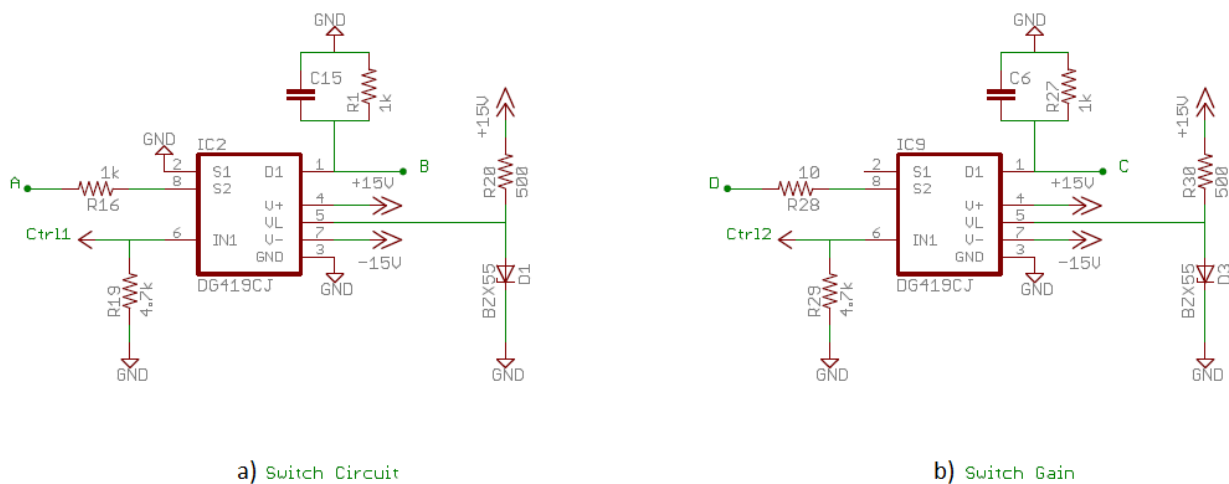 GND
C15
R1
1k
+15V
R20
500
GND
IC2
2
S1
D1
1
B
A
1k
R16
8
S2
+15V
V+
4
VL
5
Ctrl1
6
IN1
V-
7
-15V
GND
3
GND
DG419CJ
R19
4.7k
GND
BZX55
D1
GND
a) Switch Circuit
GND
C6
R27
1k
+15V
R30
500
IC9
2
S1
D1
1
C
D
10
R28
8
S2
+15V
V+
4
VL
5
Ctrl2
6
IN1
V-
7
-15V
GND
3
GND
DG419CJ
R29
4.7k
GND
BZX55
D3
GND
b) Switch Gain